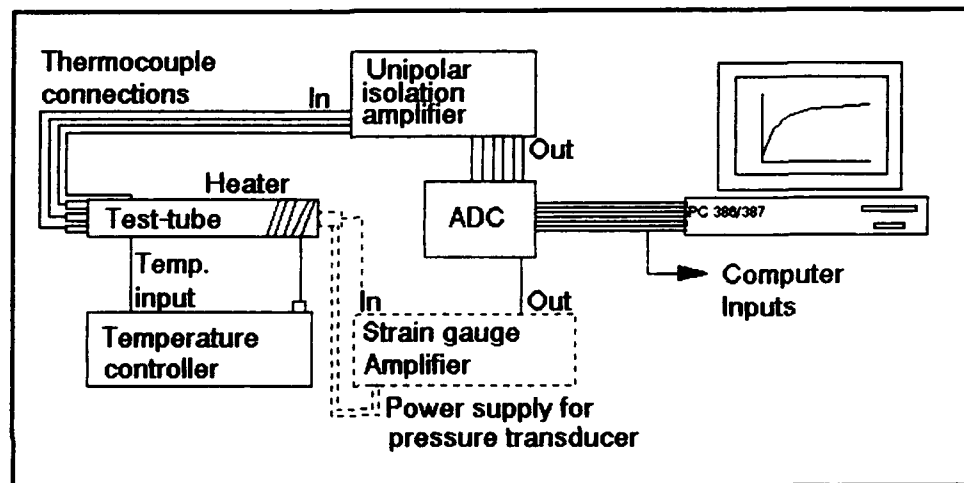 Thermocouple
connections
In
Unipolar
isolation
amplifier
Out
Heater
Test-tube
ADC
PC 386/387
Temp.
input
In
Out
Computer
Inputs
Temperature
controller
Strain gauge
Amplifier
Power supply for
pressure transducer